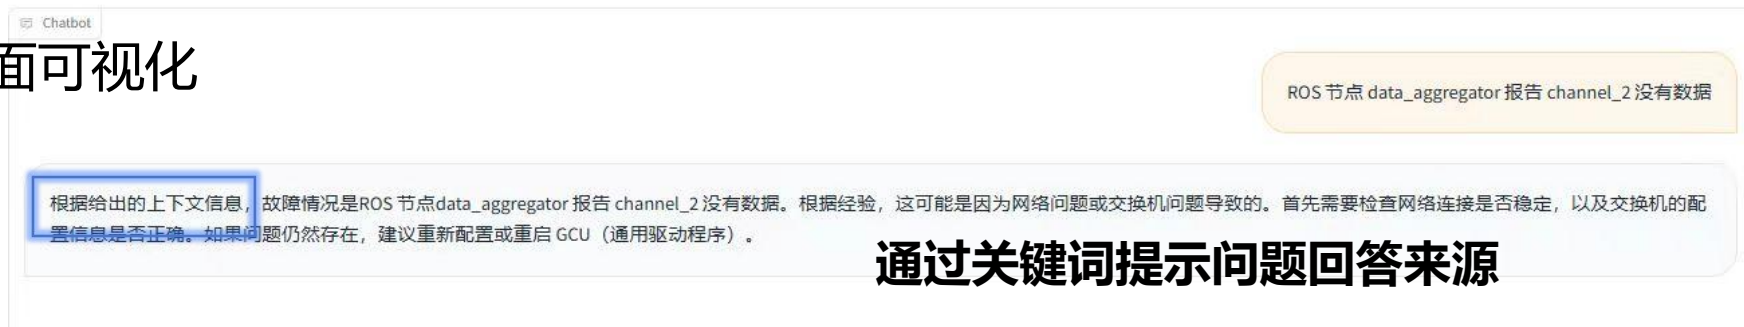 Chatbot
面可视化
ROS 节点 data_aggregator 报告 channel_2 没有数据
根据给出的上下文信息，故障情况是ROS 节点data_aggregator 报告 channel_2 没有数据。根据经验，这可能是因为网络问题或交换机问题导致的。首先需要检查网络连接是否稳定，以及交换机的配
置信息是否正确。如果问题仍然存在，建议重新配置或重启 GCU（通用驱动程序）。
通过关键词提示问题回答来源